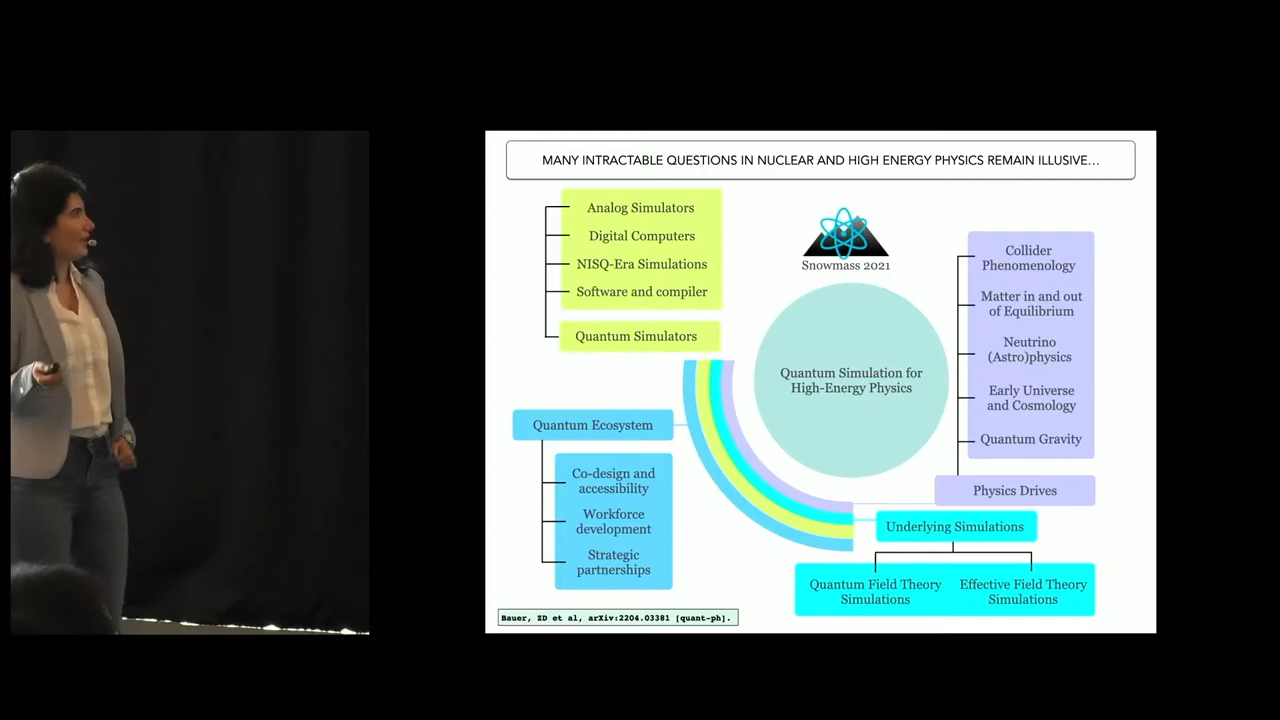 MANY INTRACTABLE QUESTIONS IN NUCLEAR AND HIGH ENERGY PHYSICS REMAIN ILLUSIVE...
Analog Simulators
Digital Computers
NISQ-Era Simulations
Software and compiler
Quantum Simulators
Snowmass 2021
Quantum Simulation for
High-Energy Physics
Collider
Phenomenology
Matter in and out
of Equilibrium
Neutrino
(Astro)physics
Early Universe
and Cosmology
Quantum Gravity
Physics Drives
Quantum Ecosystem
Co-design and
accessibility
Workforce
development
Strategic
partnerships
Underlying Simulations
Quantum Field Theory
Simulations
Effective Field Theory
Simulations
Bauer, ZD et al, arXiv:2204.03381 [quant-ph].